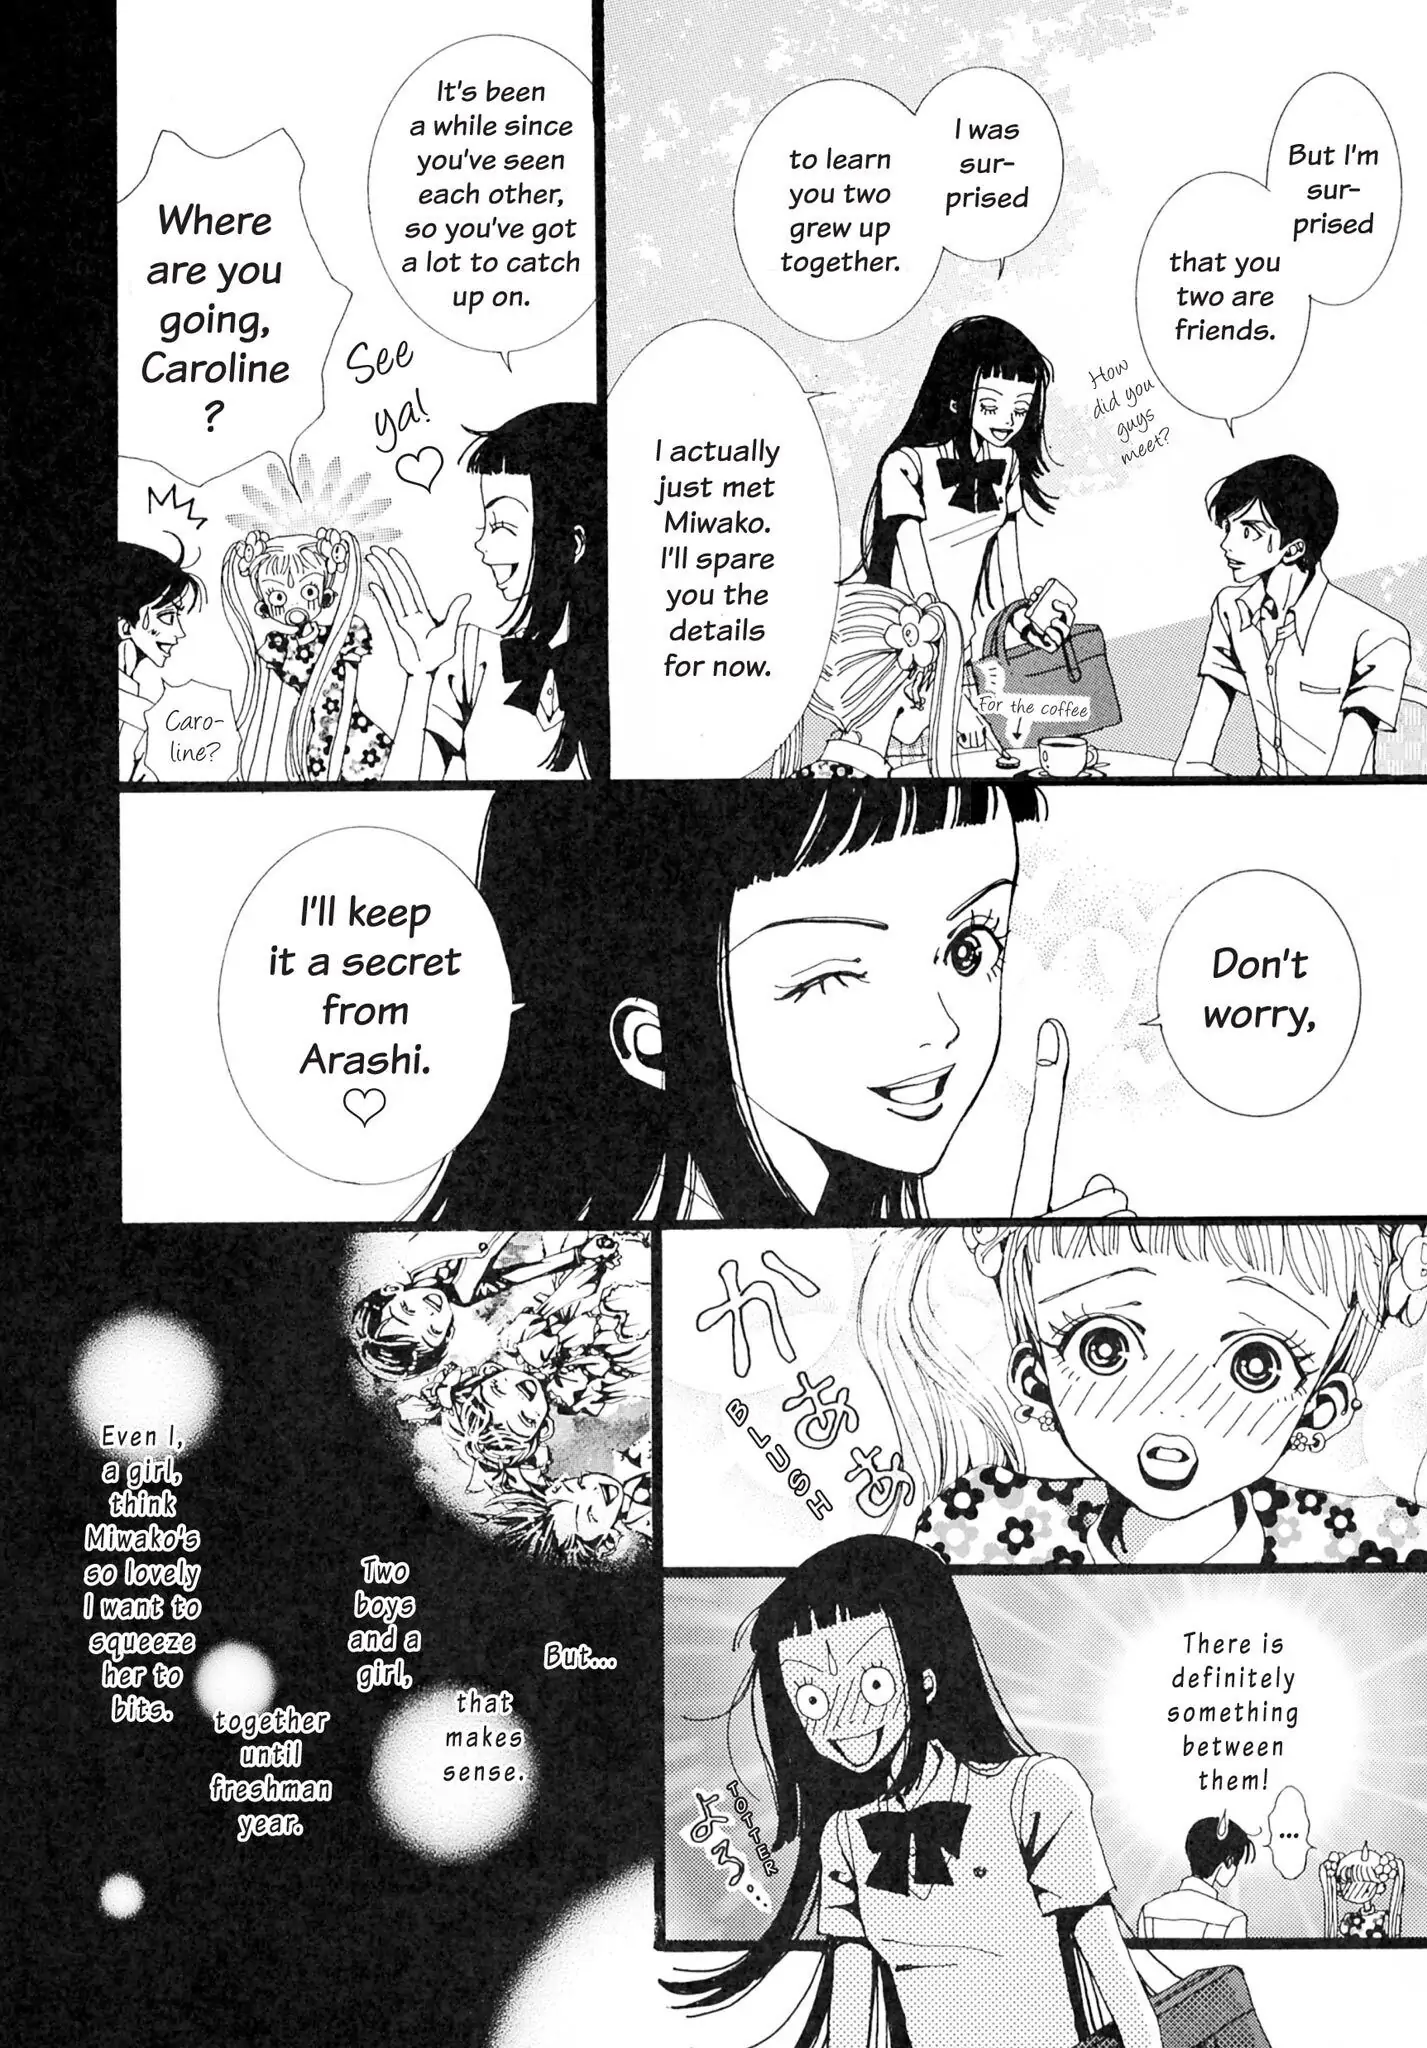 But I'm
sur-
prised
that you
two are
friends.
How
did you
guys
meet?
I was
sur-
prised
to learn
you two
grew up
together.
I actually
just met
Miwako.
I'll spare
you the
details
for now.
For the coffee
It's been
a while since
you've seen
each other,
so you've got
a lot to catch
up on.
See
ya!
♡
Where
are you
going,
Caroline
?
Caro-
line?
Don't
worry,
I'll keep
it a secret
from
Arashi.
♡
かあああ
BLUSH
There is
definitely
something
between
them!
...
よろ...
TOTTER
But...
that
makes
sense.
Two
boys
and a
girl,
together
until
freshman
year.
Even I,
a girl,
think
Miwako's
so lovely
I want to
squeeze
her to
bits.